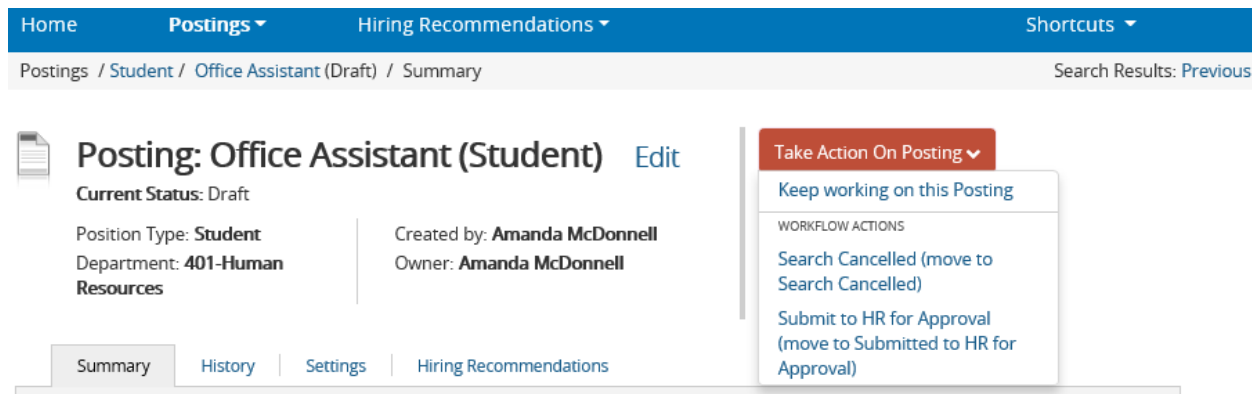 Home Postings Hiring Recommendations Shortcuts
Postings / Student / Office Assistant (Draft) / Summary Search Results: Previous
Posting: Office Assistant (Student) Edit
Current Status: Draft
Position Type: Student
Department: 401-Human
Resources
Created by: Amanda McDonnell
Owner: Amanda McDonnell
Take Action On Posting
Keep working on this Posting
WORKFLOW ACTIONS
Search Cancelled (move to
Search Cancelled)
Submit to HR for Approval
(move to Submitted to HR for
Approval)
Summary History Settings Hiring Recommendations